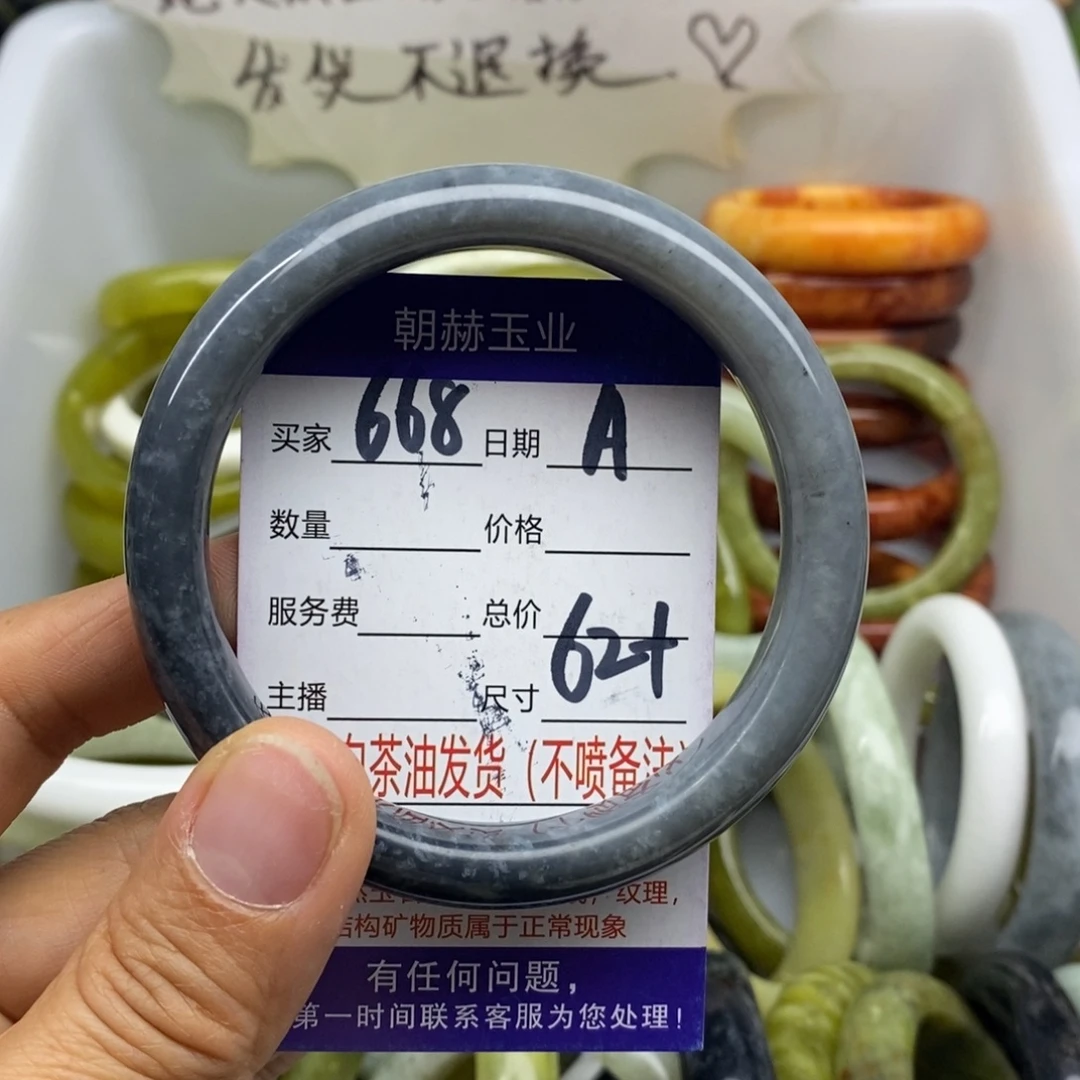 售出不退换
朝赫玉业
买家 668 日期 A
数量 价格
服务费 总价
主播 尺寸 62+
茶油发货（不喷备注
纹理，
结构矿物质属于正常现象
有任何问题，
第一时间联系客服为您处理！